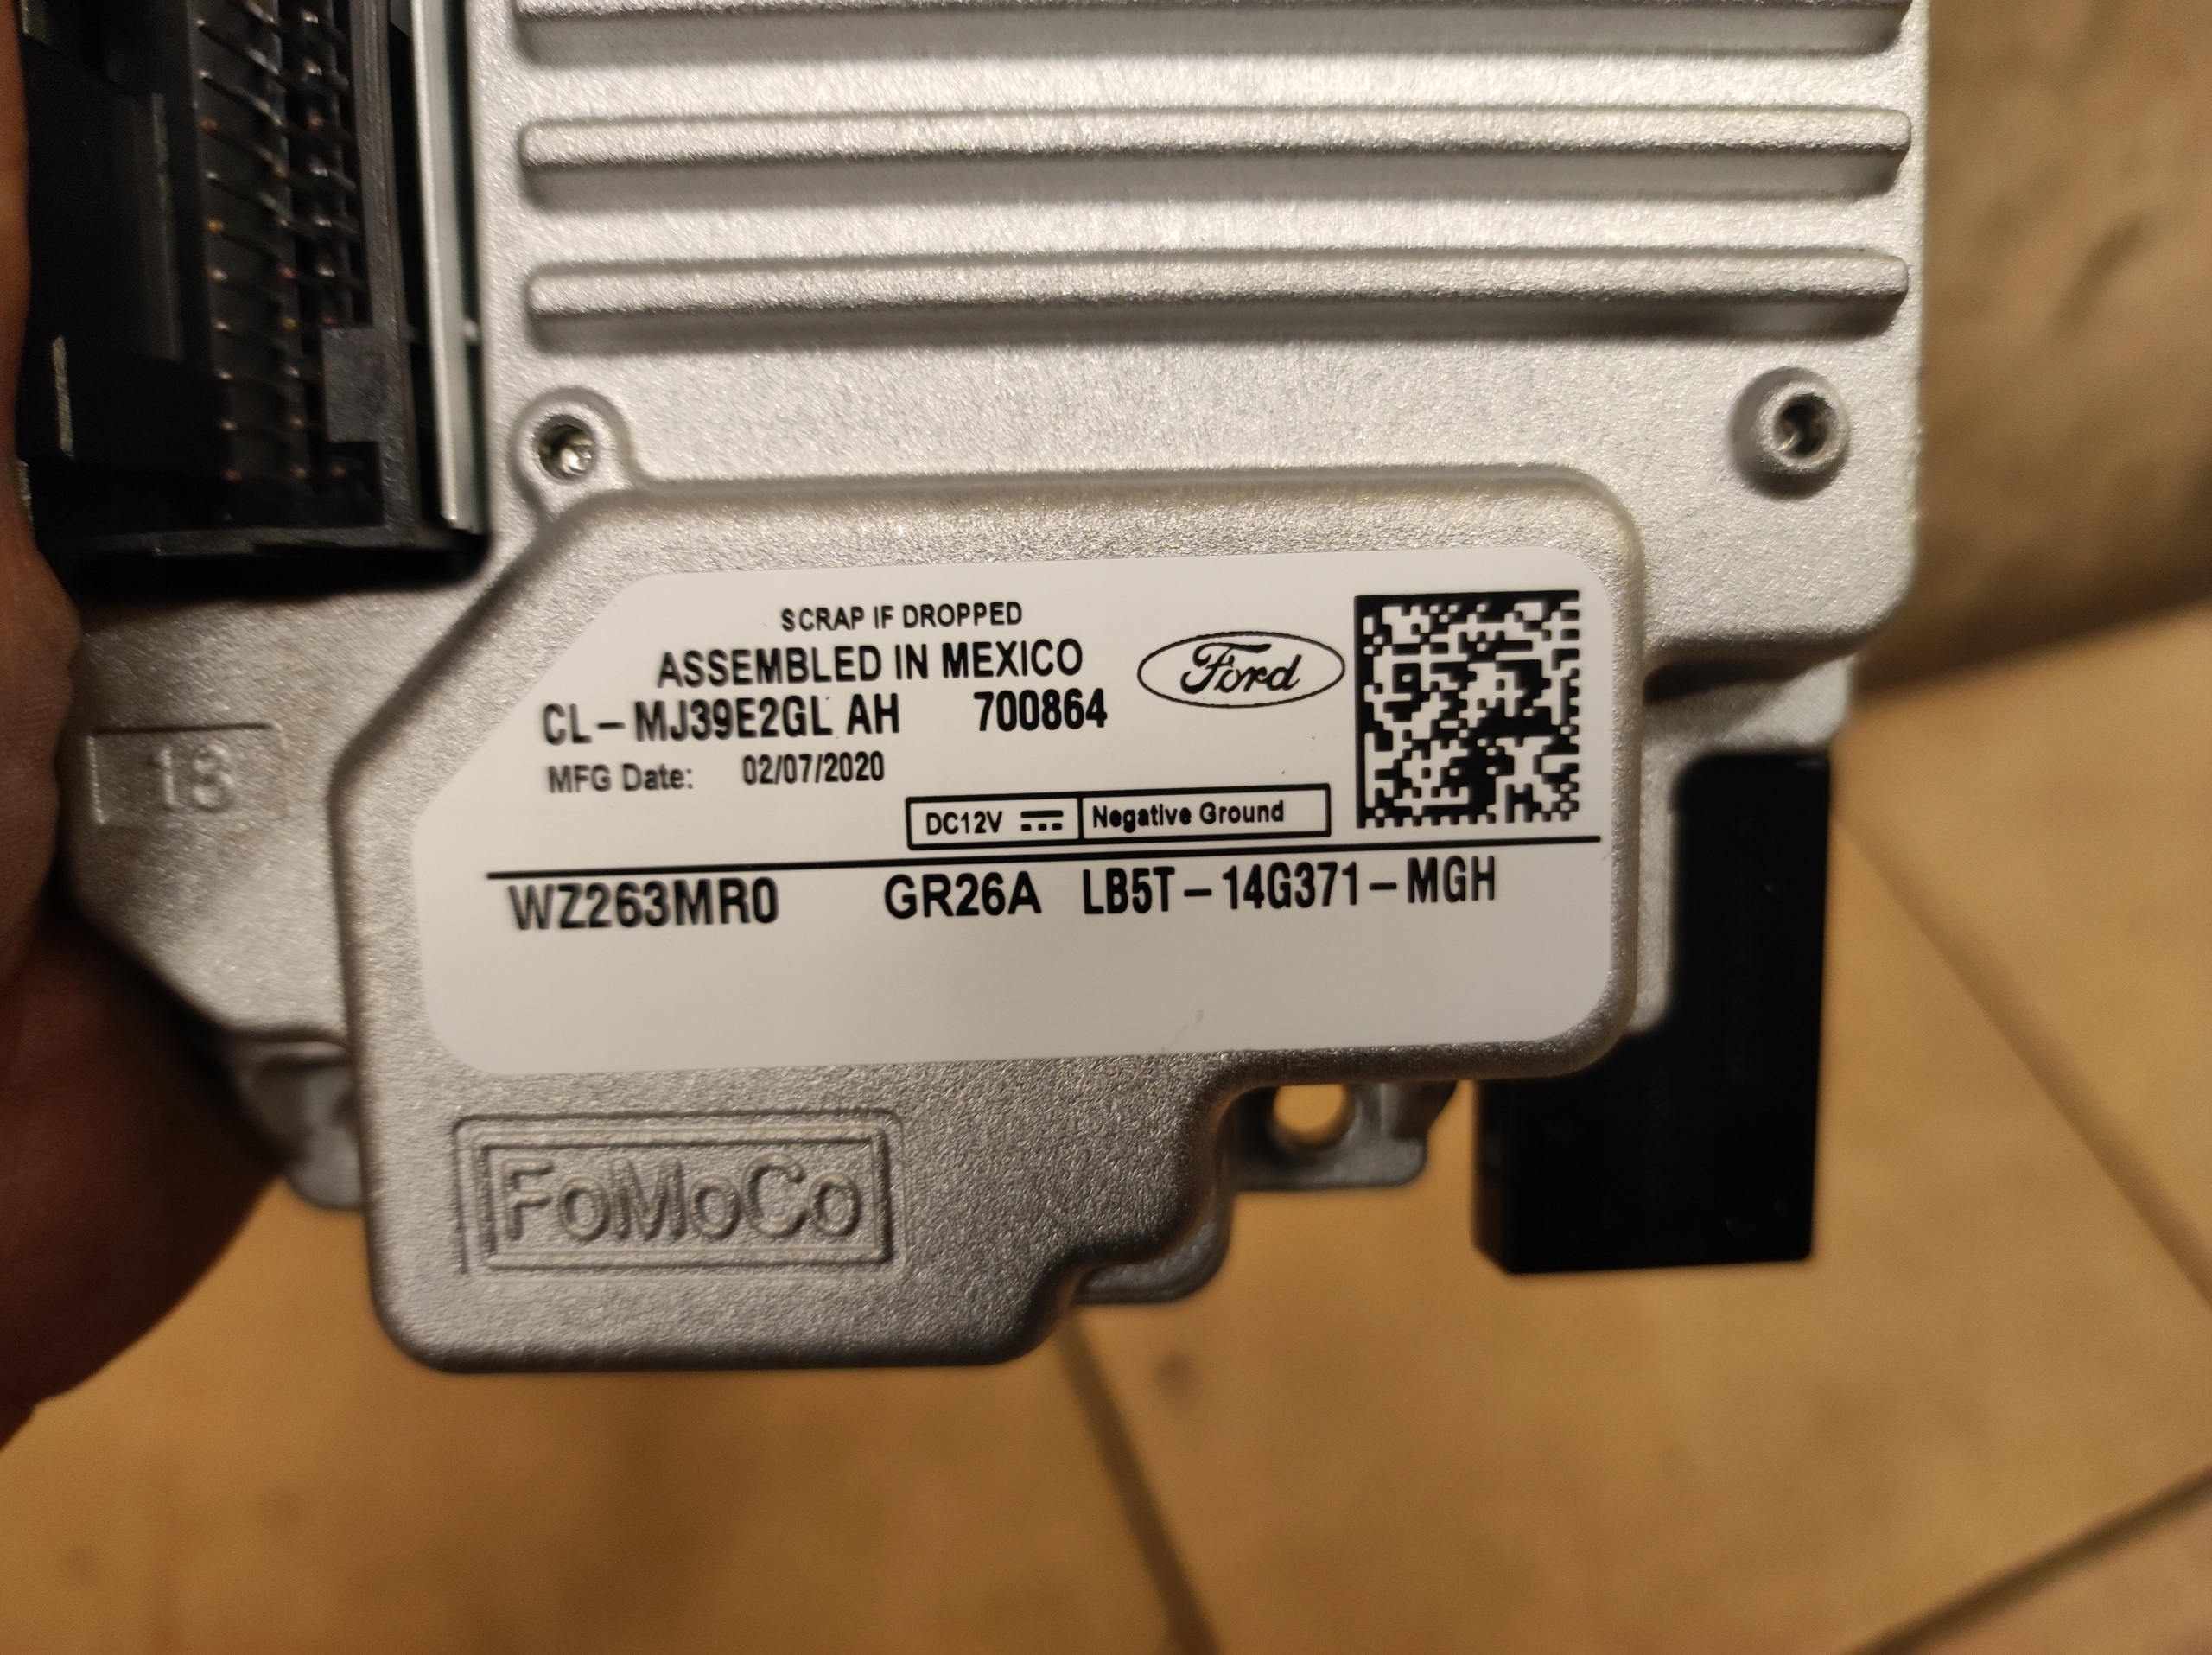 SCRAP IF DROPPED
ASSEMBLED IN MEXICO
Ford
CL-MJ39E2GL AH 700864
MFG Date: 02/07/2020
DC12V Negative Ground
WZ263MR0 GR26A LB5T-14G371-MGH
13
FoMoCo